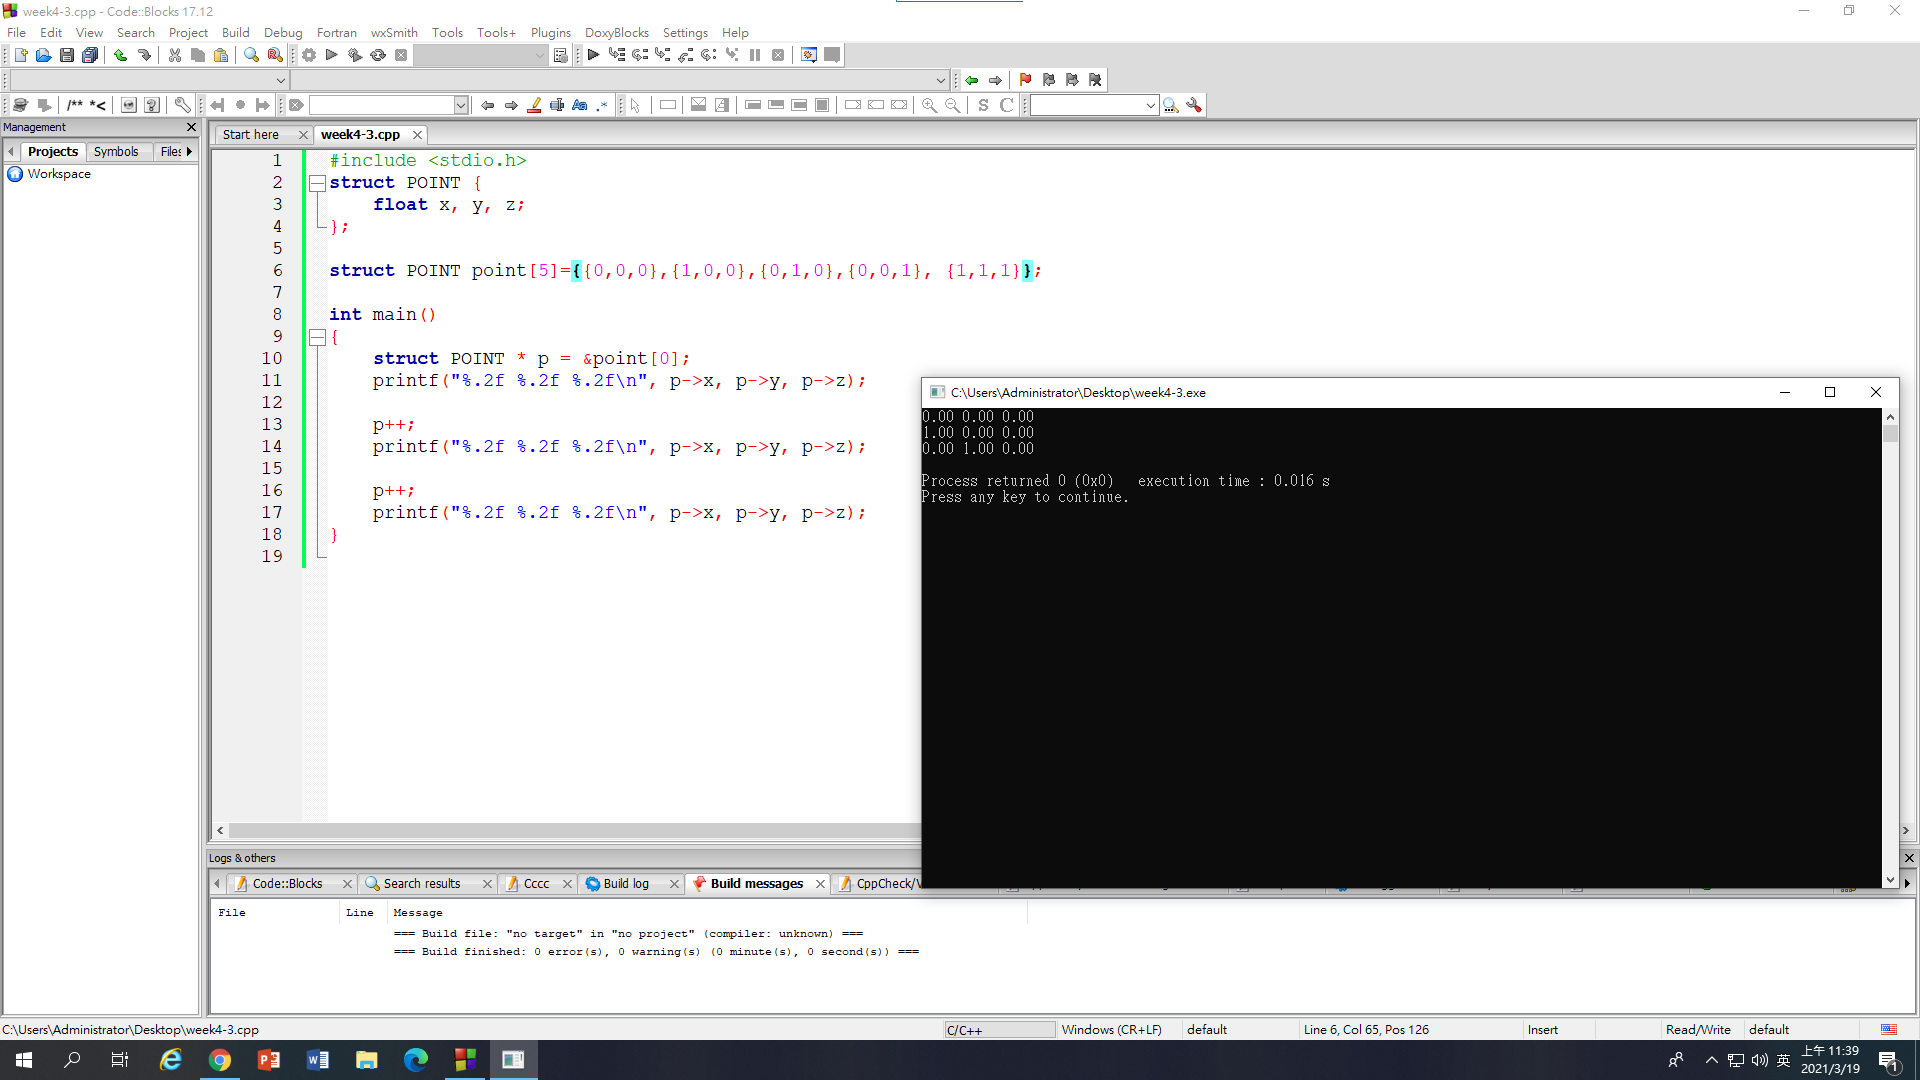 week4-3.cpp - Code::Blocks 17.12
File Edit View Search Project Build Debug Fortran wxSmith Tools Tools+ Plugins DoxyBlocks Settings Help
/** *<
Aa .*
S C
Management
Projects Symbols Files
Workspace
Start here week4-3.cpp
1 #include <stdio.h>
2 struct POINT {
3 float x, y, z;
4 };
5
6 struct POINT point[5]={{0,0,0},{1,0,0},{0,1,0},{0,0,1}, {1,1,1}};
7
8 int main()
9 {
10 struct POINT * p = &point[0];
11 printf("%.2f %.2f %.2f\n", p->x, p->y, p->z);
12
13 p++;
14 printf("%.2f %.2f %.2f\n", p->x, p->y, p->z);
15
16 p++;
17 printf("%.2f %.2f %.2f\n", p->x, p->y, p->z);
18 }
19
C:\Users\Administrator\Desktop\week4-3.exe
0.00 0.00 0.00
1.00 0.00 0.00
0.00 1.00 0.00
Process returned 0 (0x0) execution time : 0.016 s
Press any key to continue.
Logs & others
Code::Blocks Search results Cccc Build log Build messages CppCheck/V
File Line Message
=== Build file: "no target" in "no project" (compiler: unknown) ===
=== Build finished: 0 error(s), 0 warning(s) (0 minute(s), 0 second(s)) ===
C:\Users\Administrator\Desktop\week4-3.cpp C/C++ Windows (CR+LF) default Line 6, Col 65, Pos 126 Insert Read/Write default
英 上午 11:39
2021/3/19
1